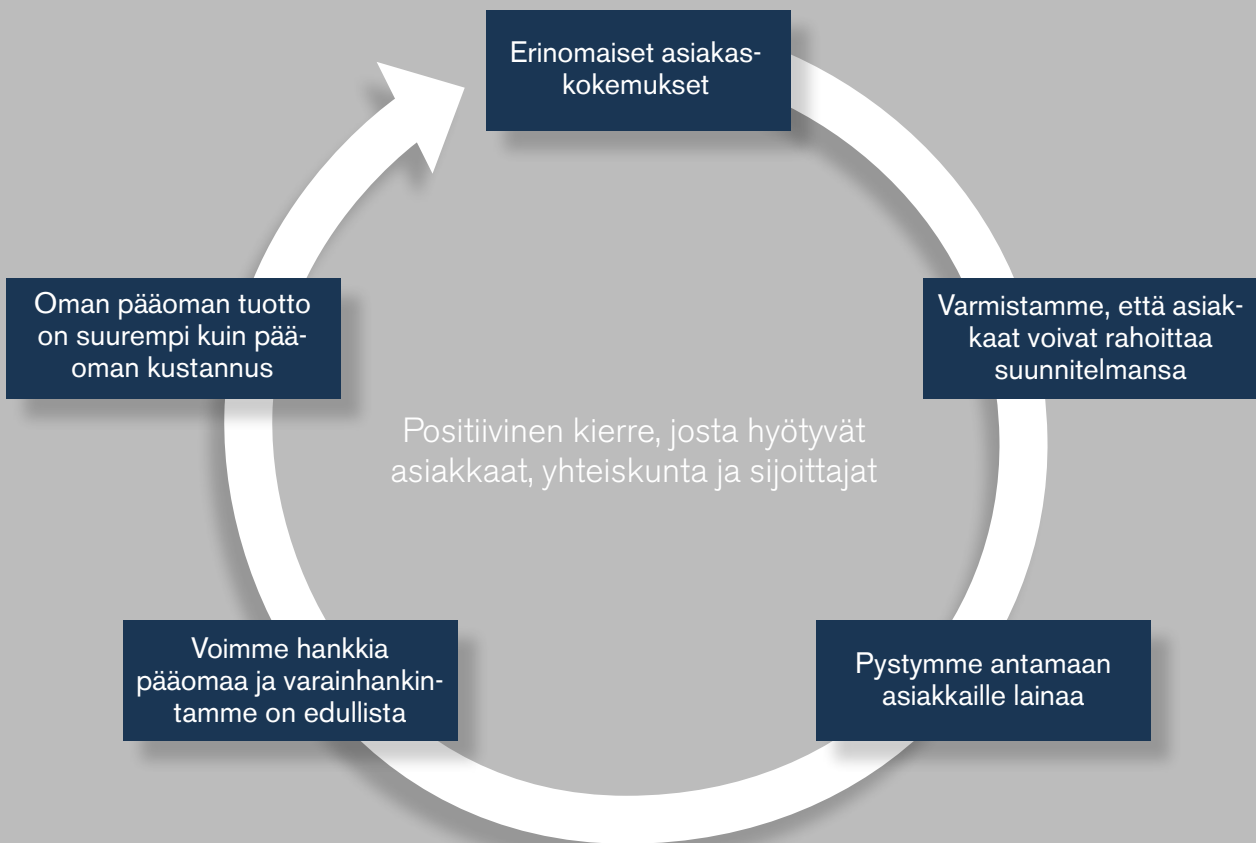 Erinomaiset asiakas-
kokemukset
Varmistamme, että asiak-
kaat voivat rahoittaa
suunnitelmansa
Pystymme antamaan
asiakkaille lainaa
Voimme hankkia
pääomaa ja varainhankin-
tamme on edullista
Oman pääoman tuotto
on suurempi kuin pää-
oman kustannus
Positiivinen kierre, josta hyötyvät
asiakkaat, yhteiskunta ja sijoittajat